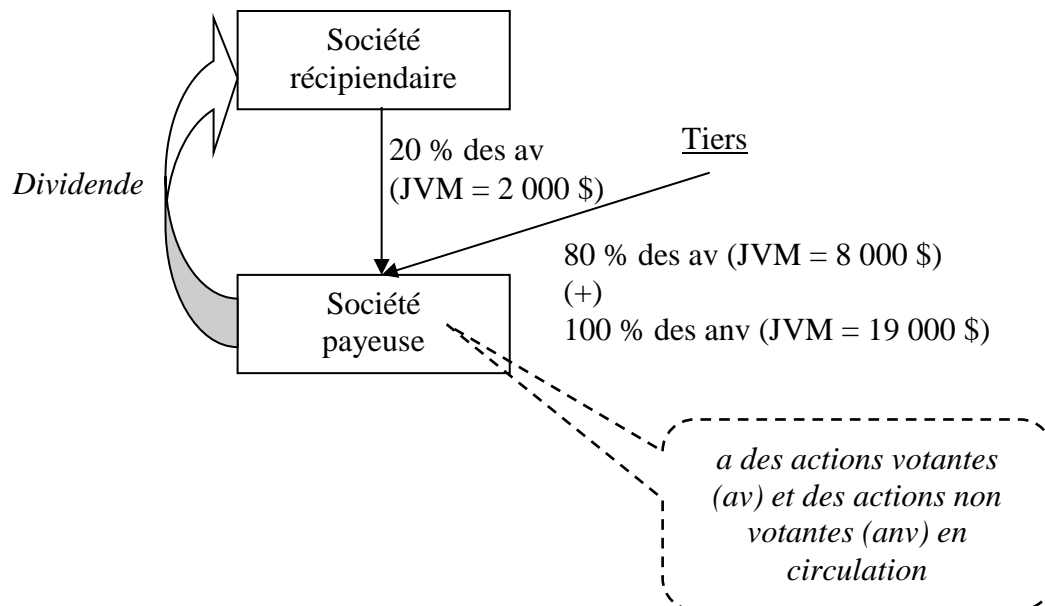 Société
récipiendaire
20 % des av
(JVM = 2 000 $)
Tiers
Dividende
80 % des av (JVM = 8 000 $)
(+)
100 % des anv (JVM = 19 000 $)
Société
payeuse
a des actions votantes
(av) et des actions non
votantes (anv) en
circulation